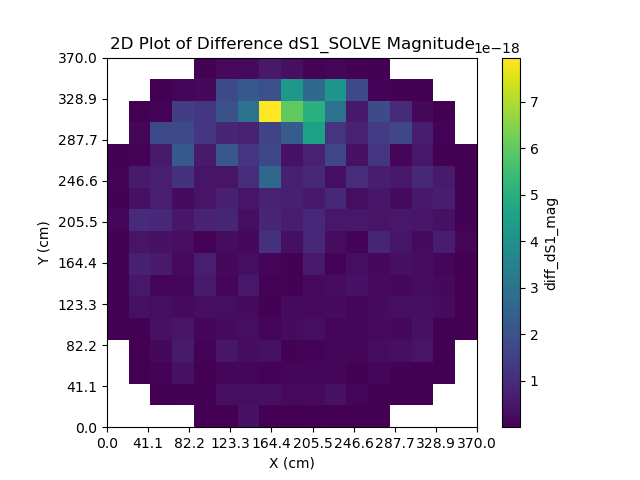 2D Plot of Difference dS1_SOLVE Magnitude
1e−18
370.0
328.9
287.7
246.6
205.5
164.4
123.3
82.2
41.1
0.0
Y (cm)
0.0 41.1 82.2 123.3 164.4 205.5 246.6 287.7 328.9 370.0
X (cm)
7
6
5
4
3
2
1
diff_dS1_mag